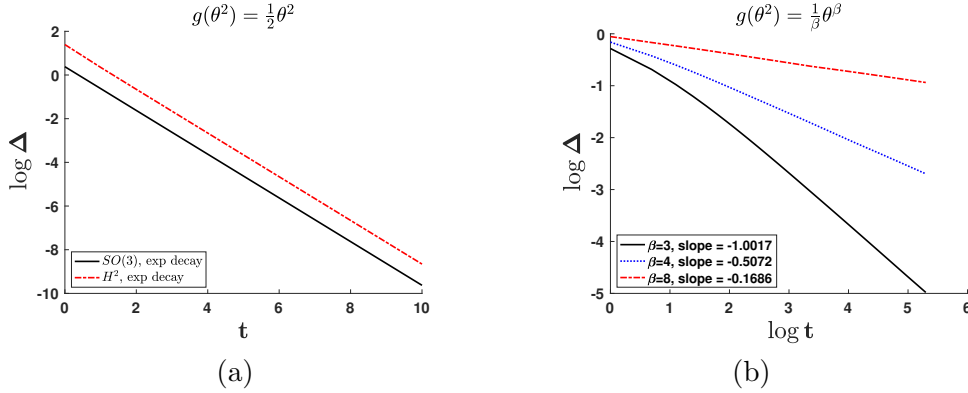 g(θ²) = ½θ²
log Δ
2
0
-2
-4
-6
-8
-10
SO(3), exp decay
H², exp decay
0 2 4 6 8 10
t
(a)
g(θ²) = 1/β θ^β
log Δ
0
-1
-2
-3
-4
-5
β=3, slope = -1.0017
β=4, slope = -0.5072
β=8, slope = -0.1686
0 1 2 3 4 5 6
log t
(b)